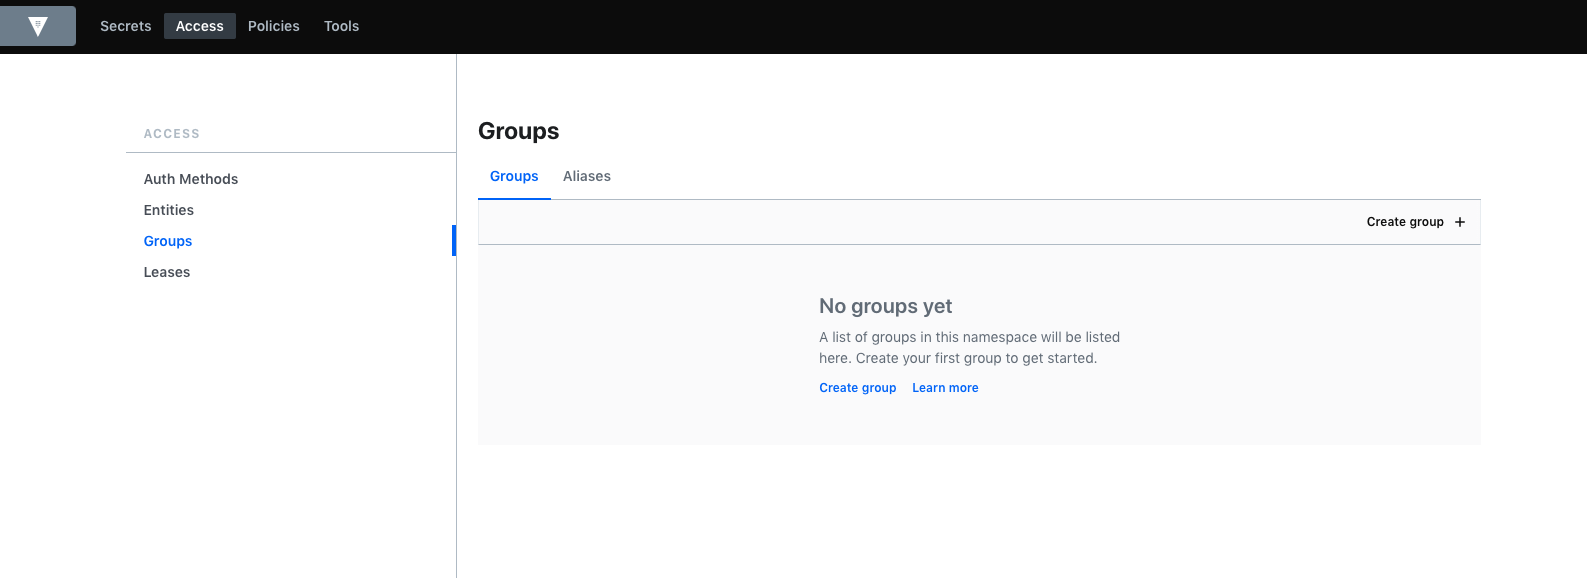 Secrets Access Policies Tools
ACCESS
Auth Methods
Entities
Groups
Leases
Groups
Groups Aliases
Create group +
No groups yet
A list of groups in this namespace will be listed
here. Create your first group to get started.
Create group Learn more